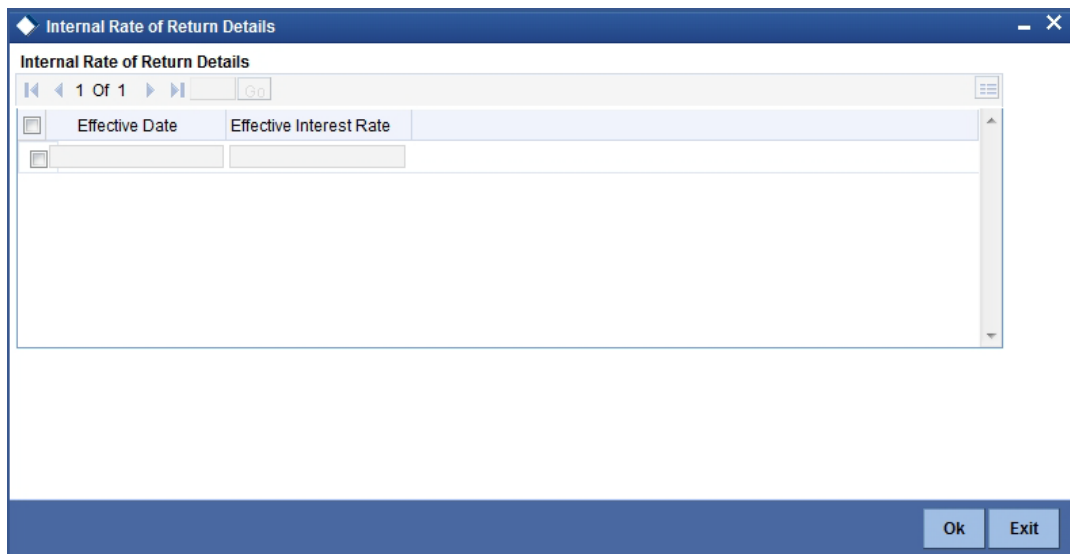 Internal Rate of Return Details
Internal Rate of Return Details
1 Of 1 Go
Effective Date Effective Interest Rate
Ok Exit